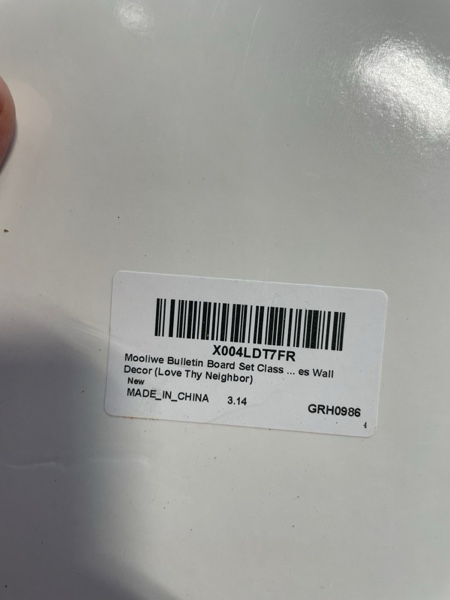 X004LDT7FR
Mooliwe Bulletin Board Set Class ... es Wall
Decor (Love Thy Neighbor)
New
MADE_IN_CHINA 3.14
GRH0986
4